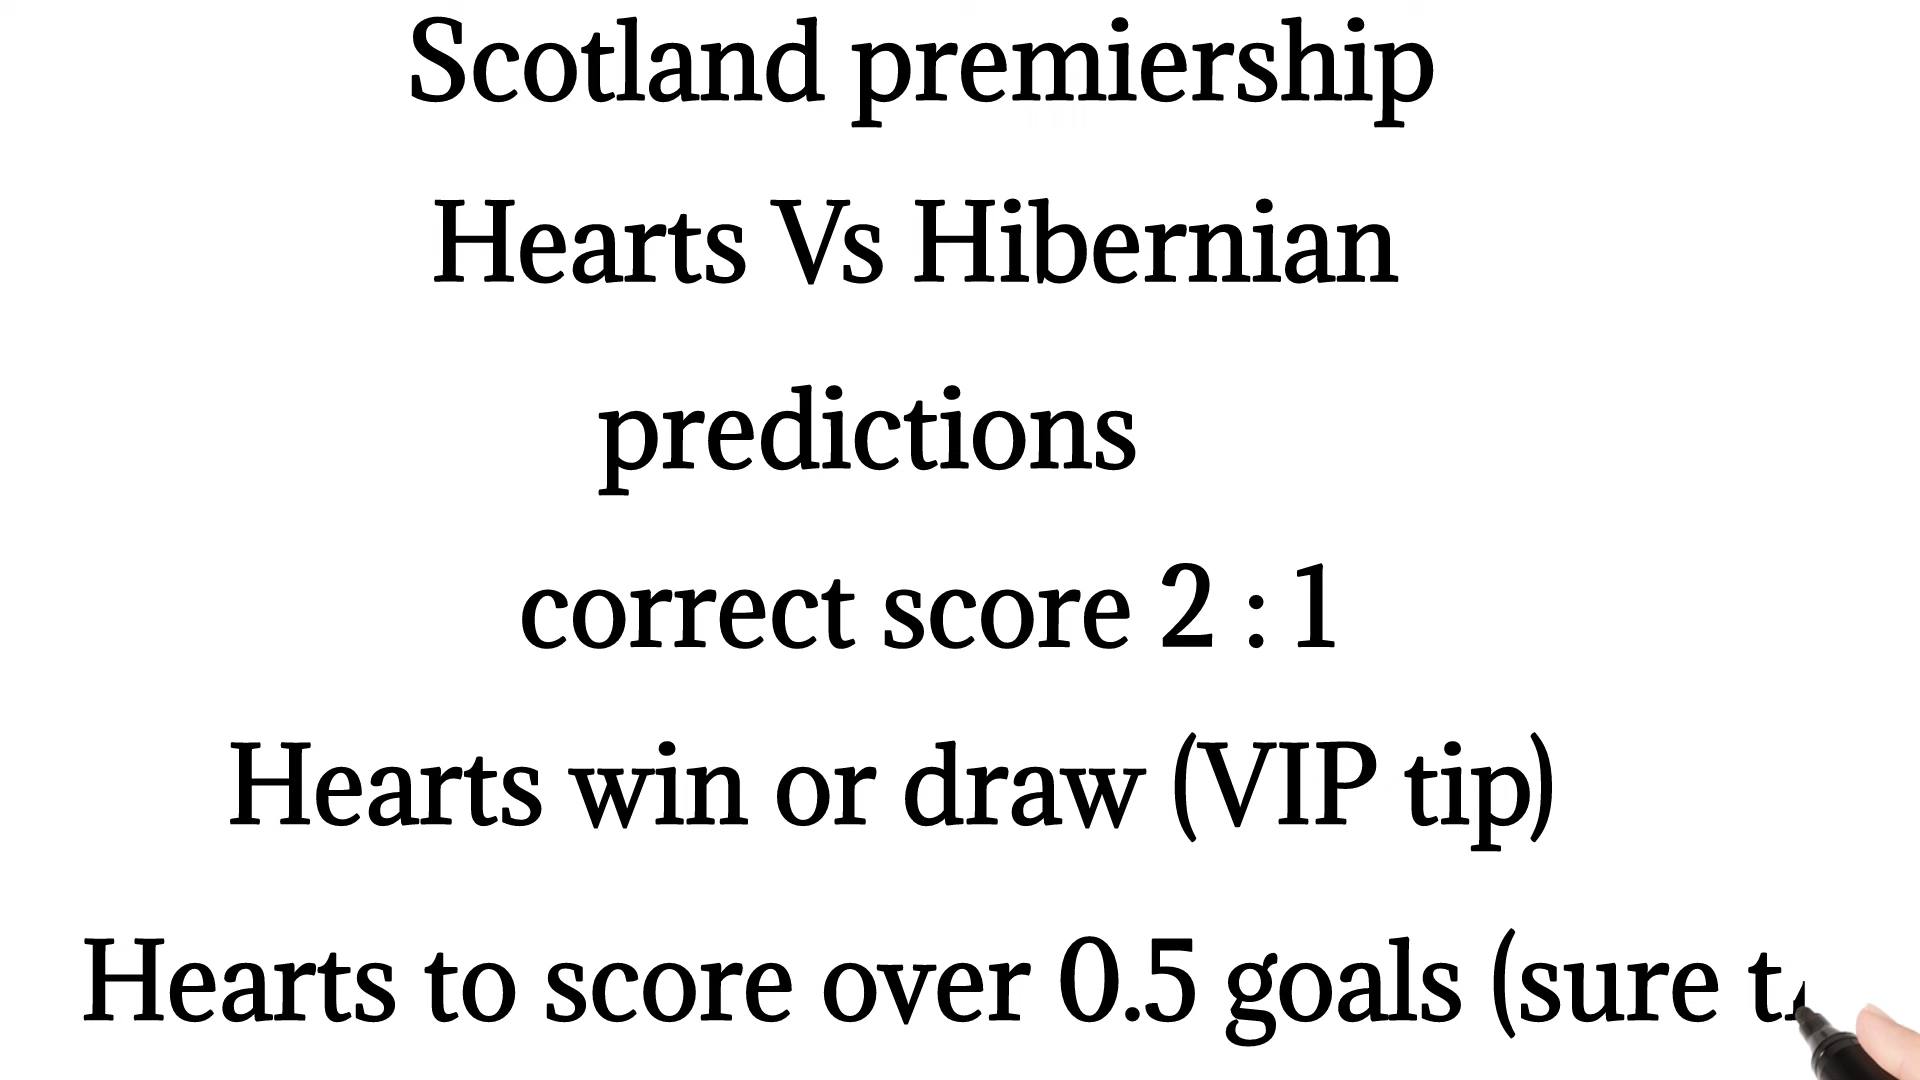 Scotland premiership
Hearts Vs Hibernian
predictions
correct score 2 : 1
Hearts win or draw (VIP tip)
Hearts to score over 0.5 goals (sure